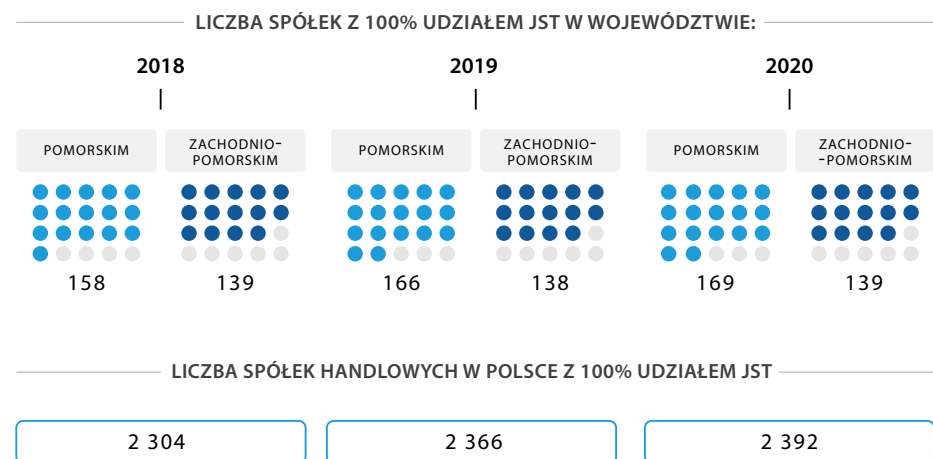 LICZBA SPÓŁEK Z 100% UDZIAŁEM JST W WOJEWÓDZTWIE:
2018
2019
2020
POMORSKIM
ZACHODNIO-
POMORSKIM
POMORSKIM
ZACHODNIO-
POMORSKIM
POMORSKIM
ZACHODNIO-
-POMORSKIM
158
139
166
138
169
139
LICZBA SPÓŁEK HANDLOWYCH W POLSCE Z 100% UDZIAŁEM JST
2 304
2 366
2 392